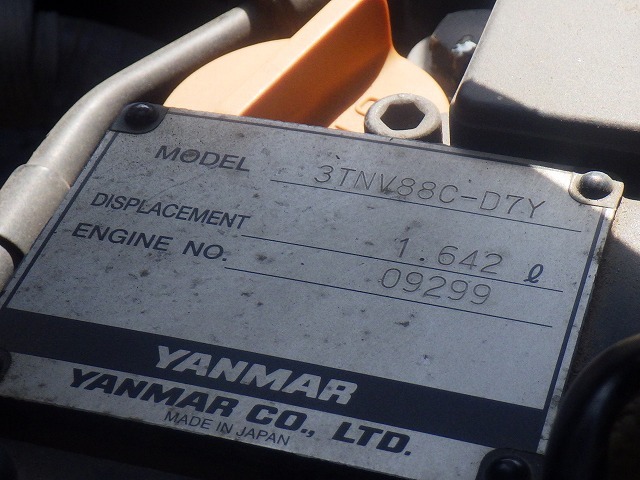 MODEL 3TNV88C-D7Y
DISPLACEMENT 1.642 ℓ
ENGINE NO. 09299
YANMAR
YANMAR CO., LTD.
MADE IN JAPAN